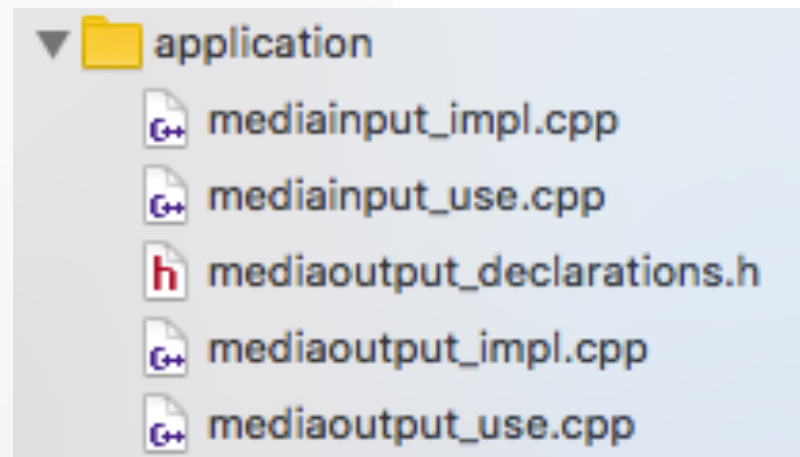 application
C++ mediainput_impl.cpp
C++ mediainput_use.cpp
h mediaoutput_declarations.h
C++ mediaoutput_impl.cpp
C++ mediaoutput_use.cpp